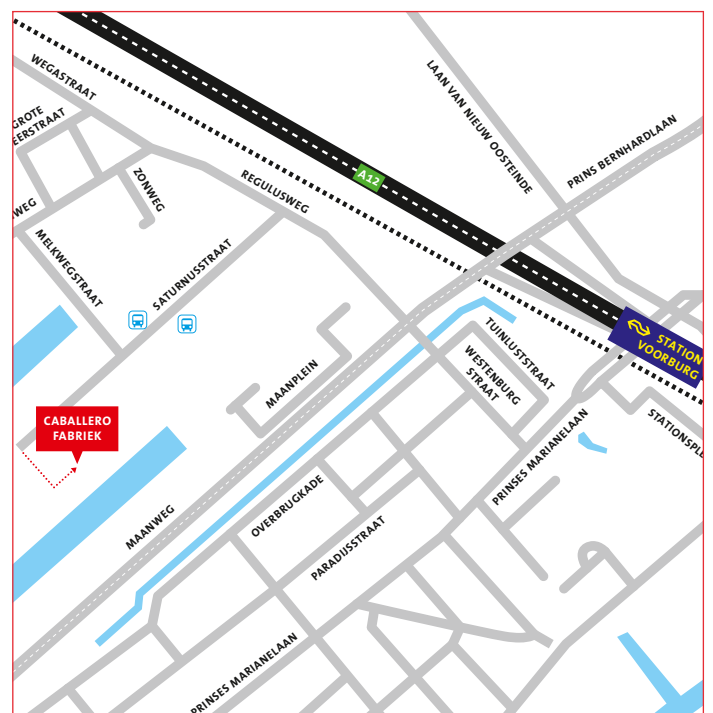 WEGASTRAAT
LAAN VAN NIEUW OOSTEINDE
PRINS BERNHARDLAAN
GROTE
EERSTRAAT
A12
ZONWEG
REGULUSWEG
WEG
MELKWEGSTRAAT
SATURNUSSTRAAT
STATION
VOORBURG
TUINLUSTSTRAAT
WESTENBURG
STRAAT
MAANPLEIN
CABALLERO
FABRIEK
STATIONSPLE
PRINSES MARIANELAAN
OVERBRUGKADE
MAANWEG
PARADIJSSTRAAT
PRINSES MARIANELAAN